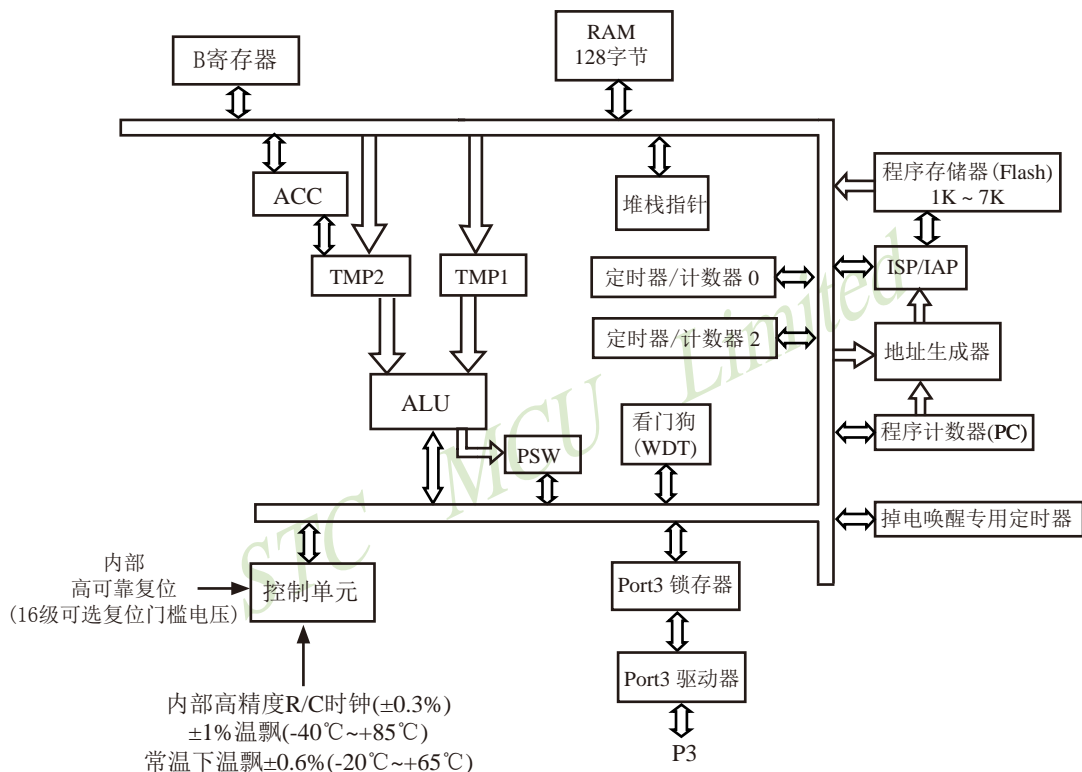 B寄存器
RAM
128字节
ACC
堆栈指针
程序存储器(Flash)
1K ~ 7K
TMP2
TMP1
定时器/计数器 0
ISP/IAP
定时器/计数器 2
地址生成器
ALU
看门狗
(WDT)
PSW
程序计数器(PC)
掉电唤醒专用定时器
内部
高可靠复位
(16级可选复位门槛电压)
控制单元
Port3 锁存器
Port3 驱动器
P3
内部高精度R/C时钟(±0.3%)
±1%温飘(-40℃~+85℃)
常温下温飘±0.6%(-20℃~+65℃)
STC MCU Limited